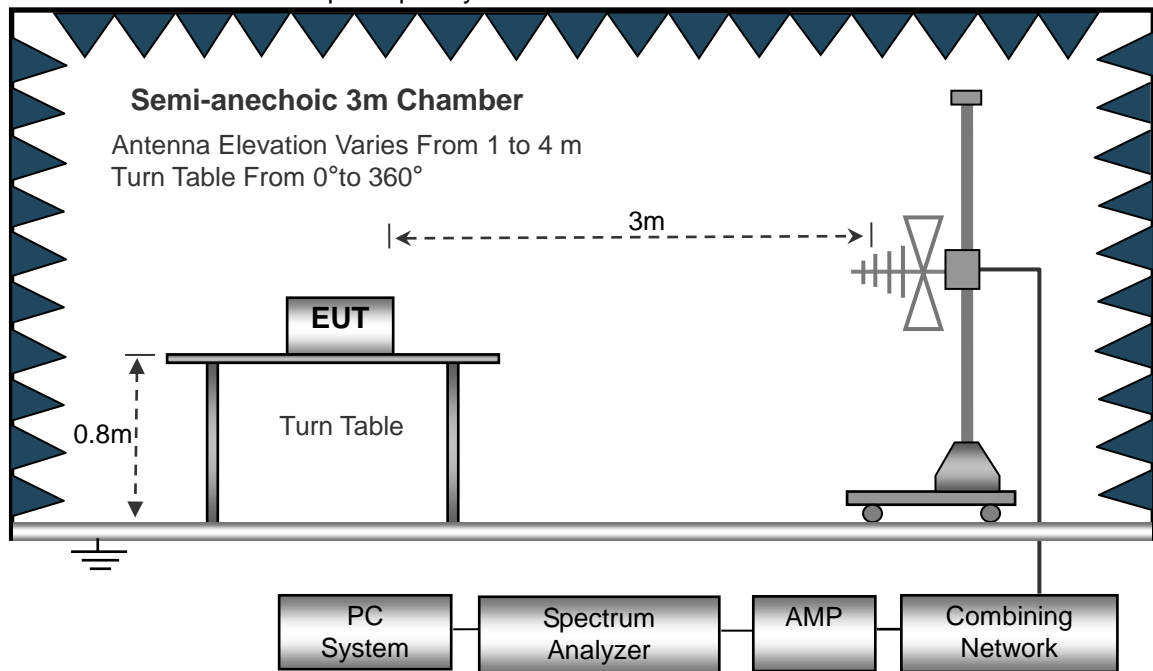 Semi-anechoic 3m Chamber
Antenna Elevation Varies From 1 to 4 m
Turn Table From 0°to 360°
3m
EUT
0.8m
Turn Table
PC
System
Spectrum
Analyzer
AMP
Combining
Network